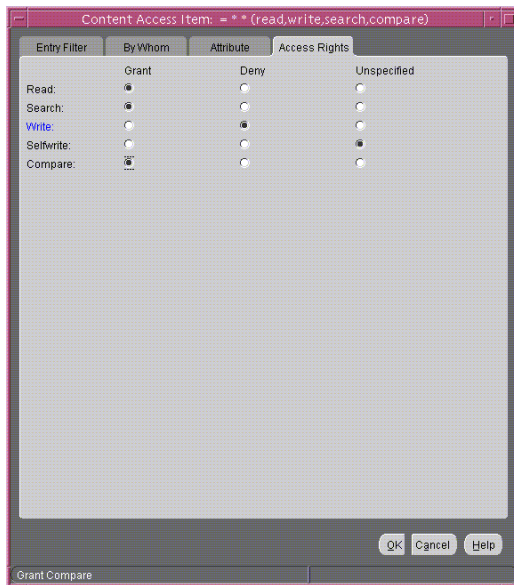 Content Access Item: = * * (read,write,search,compare)
Entry Filter By Whom Attribute Access Rights
Grant Deny Unspecified
Read:
Search:
Write:
Selfwrite:
Compare:
OK Cancel Help
Grant Compare